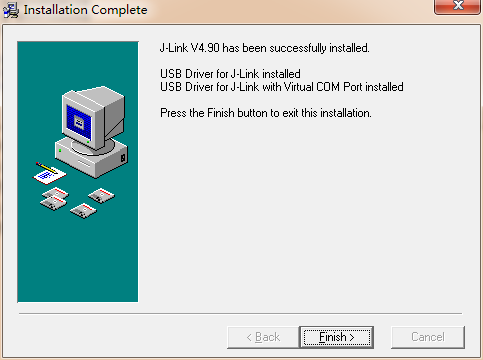 Installation Complete
J-Link V4.90 has been successfully installed.
USB Driver for J-Link installed
USB Driver for J-Link with Virtual COM Port installed
Press the Finish button to exit this installation.
< Back
Finish >
Cancel